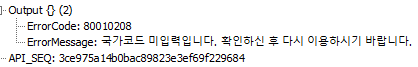 Output {} (2)
ErrorCode: 80010208
ErrorMessage: 국가코드 미입력입니다. 확인하신 후 다시 이용하시기 바랍니다.
API_SEQ: 3ce975a14b0bac89823e3ef69f229684